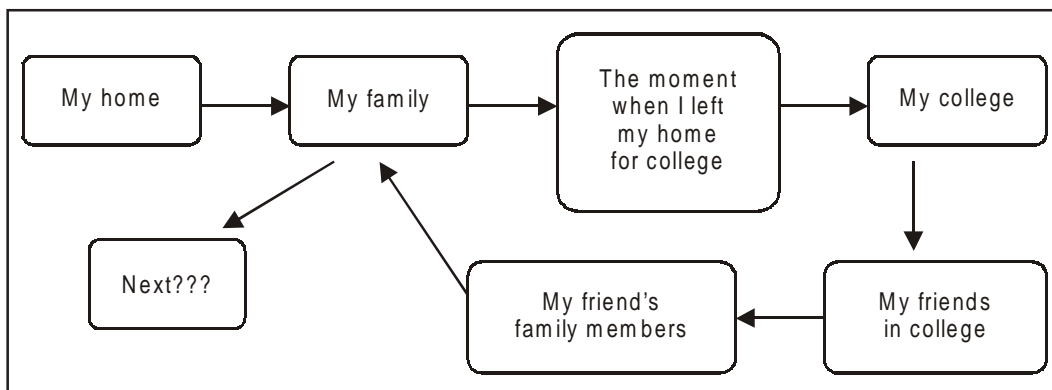 My home
My family
The moment
when I left
my home
for college
My college
Next???
My friend's
family members
My friends
in college